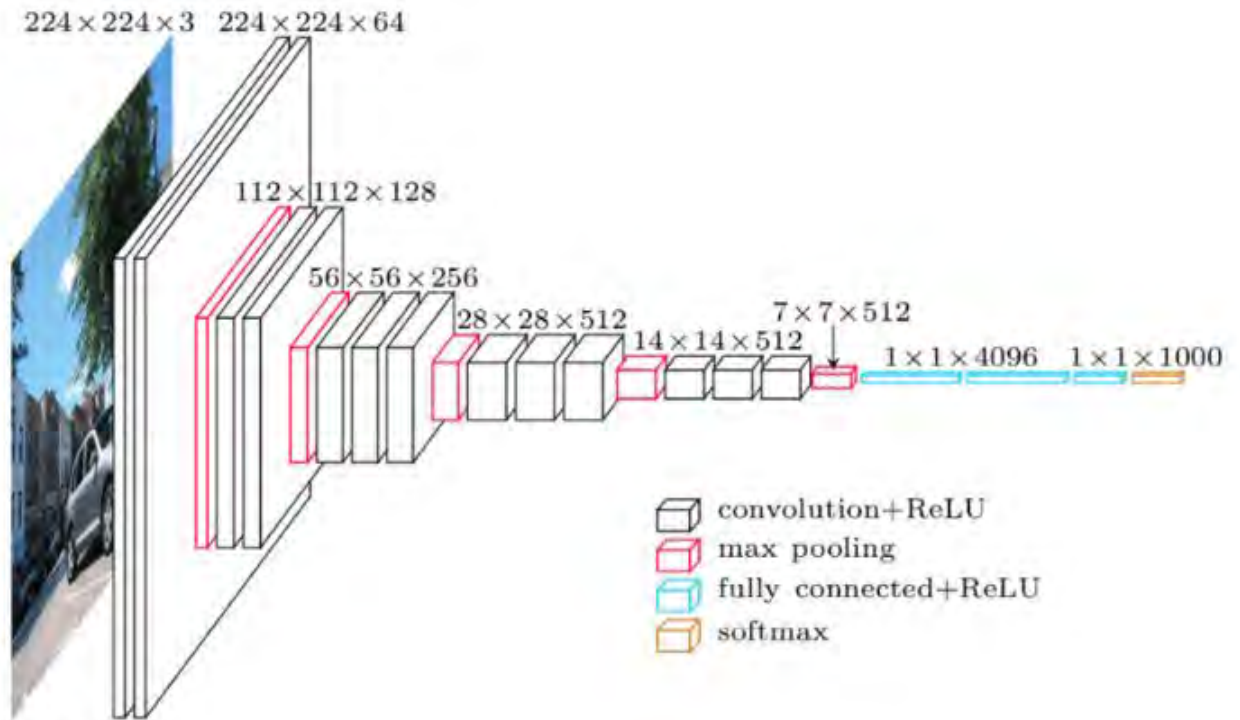 224 × 224 × 3
224 × 224 × 64
112 × 112 × 128
56 × 56 × 256
28 × 28 × 512
14 × 14 × 512
7 × 7 × 512
1 × 1 × 4096
1 × 1 × 1000
convolution+ReLU
max pooling
fully connected+ReLU
softmax